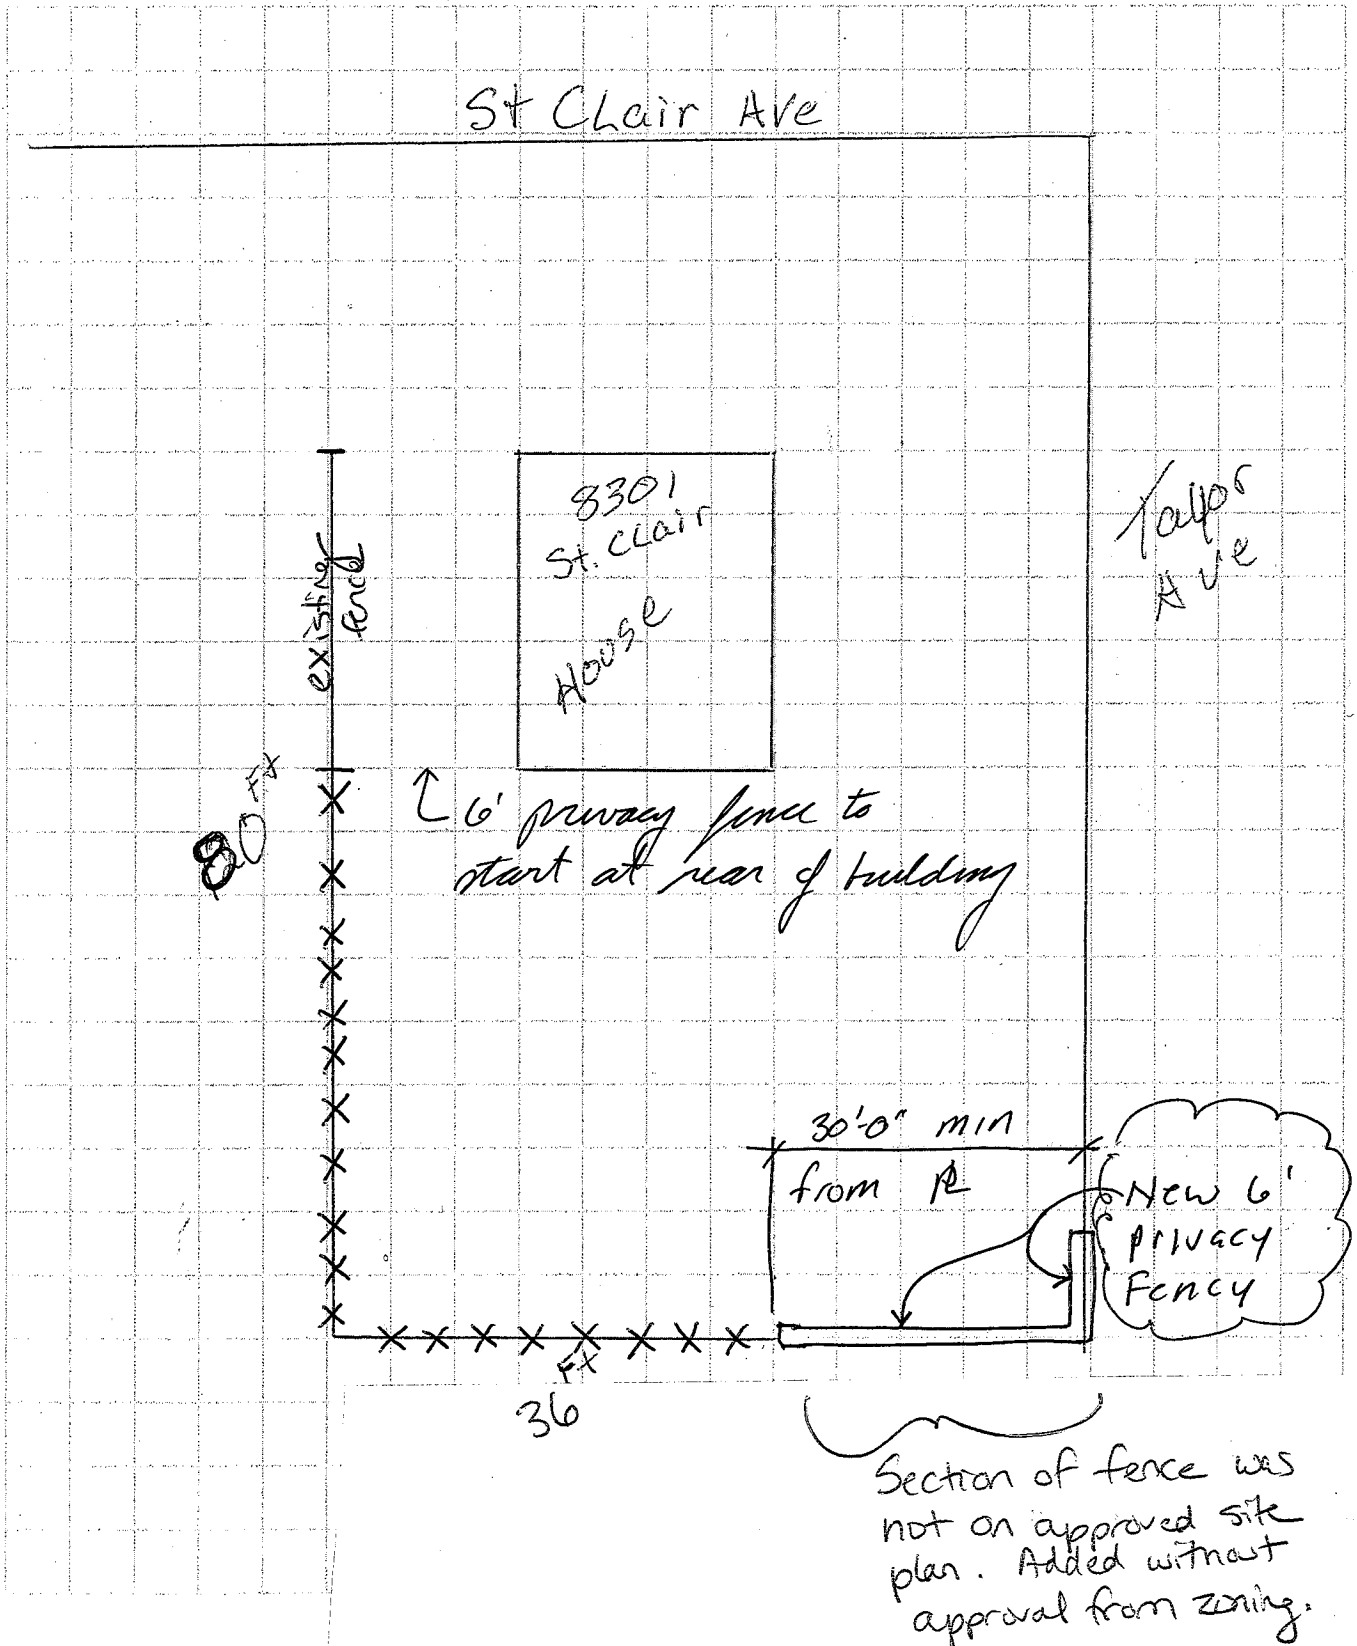 St Clair Ave
8301
St. Clair
House
Taylor
Ave
existing
fence
80 FT
6' privacy fence to
start at rear of building
30'-0" min
from PL
New 6'
privacy
Fency
FT
36
Section of fence was
not on approved site
plan. Added without
approval from zoning.